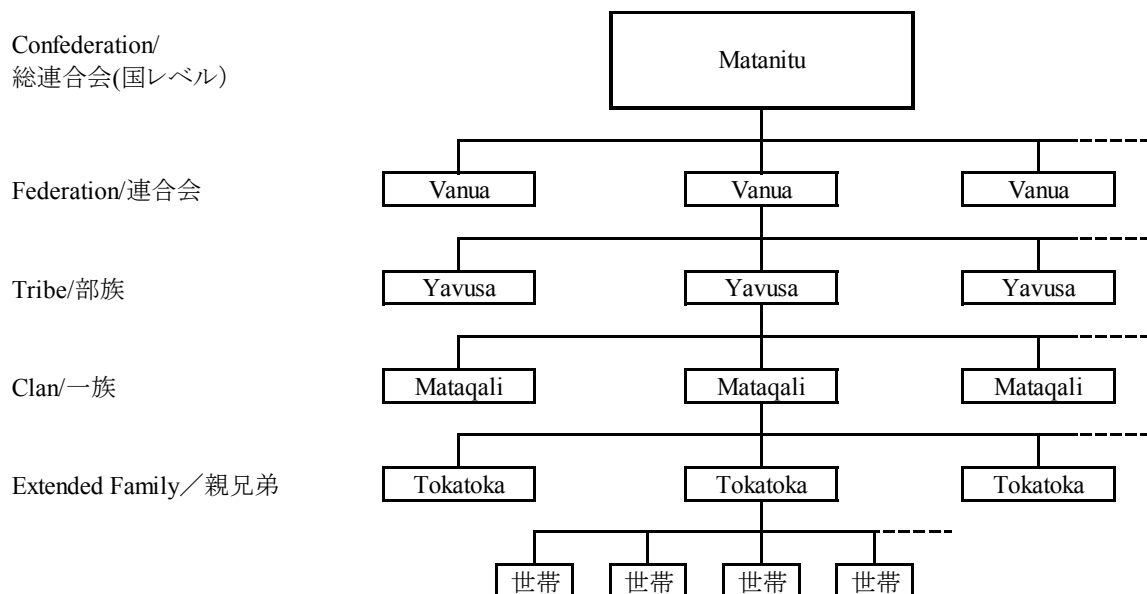 Confederation/
総連合会(国レベル)
Matanitu
Federation/連合会
Vanua
Vanua
Vanua
Tribe/部族
Yavusa
Yavusa
Yavusa
Clan/一族
Mataqali
Mataqali
Mataqali
Extended Family/親兄弟
Tokatoka
Tokatoka
Tokatoka
世帯
世帯
世帯
世帯